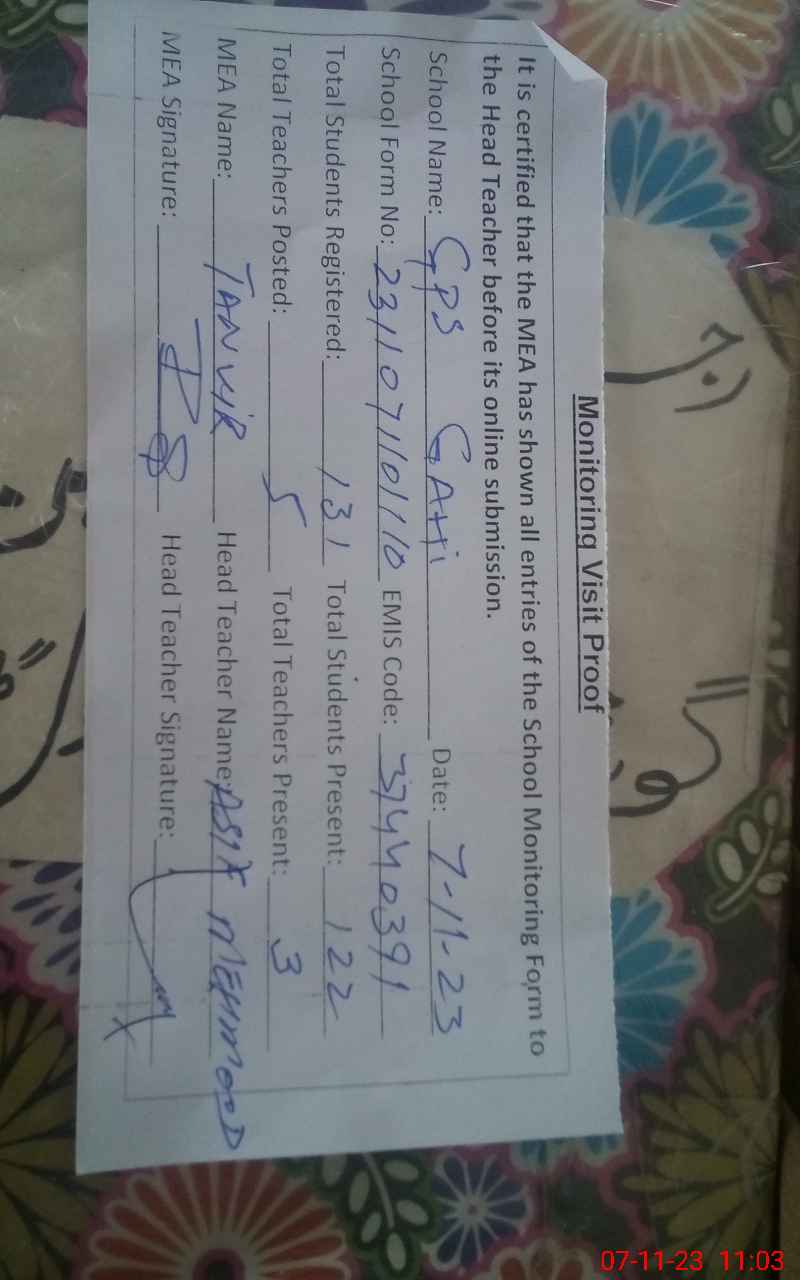 Monitoring Visit Proof
It is certified that the MEA has shown all entries of the School Monitoring Form to
the Head Teacher before its online submission.
School Name: GPS GAtti Date: 7-11-23
School Form No: 2311071101110 EMIS Code: 37440391
Total Students Registered: 131 Total Students Present: 122
Total Teachers Posted: 5 Total Teachers Present: 3
MEA Name: TANVIR Head Teacher Name: ASIF MEHMOOD
MEA Signature: Head Teacher Signature:
07-11-23 11:03